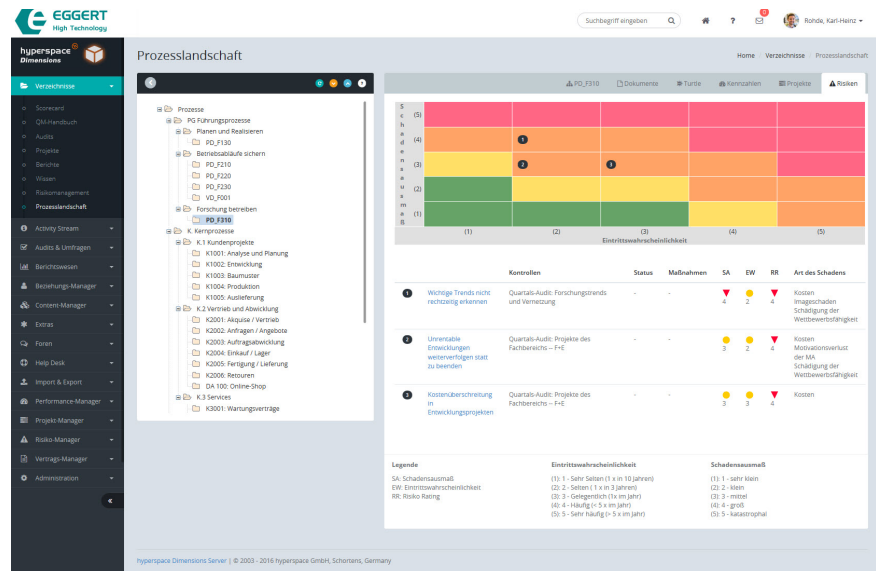 EGGERT
High Technology
Suchbegriff eingeben
?
Rohde, Karl-Heinz
hyperspace®
Dimensions
Prozesslandschaft
Home / Verzeichnisse / Prozesslandschaft
Verzeichnisse
Scorecard
QM-Handbuch
Audits
Projekte
Berichte
Wissen
Risikomanagement
Prozesslandschaft
Activity Stream
Audits & Umfragen
Berichtswesen
Beziehungs-Manager
Content-Manager
Extras
Foren
Help Desk
Import & Export
Performance-Manager
Projekt-Manager
Risiko-Manager
Vertrags-Manager
Administration
Prozesse
PG Führungsprozesse
Planen und Realisieren
PD_F130
Betriebsabläufe sichern
PD_F210
PD_F220
PD_F230
VD_F001
Forschung betreiben
PD_F310
K. Kernprozesse
K.1 Kundenprojekte
K1001: Analyse und Planung
K1002: Entwicklung
K1003: Baumuster
K1004: Produktion
K1005: Auslieferung
K.2 Vertrieb und Abwicklung
K2001: Akquise / Vertrieb
K2002: Anfragen / Angebote
K2003: Auftragsabwicklung
K2004: Einkauf / Lager
K2005: Fertigung / Lieferung
K2006: Retouren
DA 100: Online-Shop
K.3 Services
K3001: Wartungsverträge
PD_F310 Dokumente Turtle Kennzahlen Projekte Risiken
Schadensausmaß
(5)
(4) 1
(3) 2 3
(2)
(1)
(1) (2) (3) (4) (5)
Eintrittswahrscheinlichkeit
Kontrollen Status Maßnahmen SA EW RR Art des Schadens
1 Wichtige Trends nicht rechtzeitig erkennen
Quartals-Audit: Forschungstrends und Vernetzung
- - 4 2 4
Kosten
Imageschaden
Schädigung der
Wettbewerbsfähigkeit
2 Unrentable
Entwicklungen
weiterverfolgen statt
zu beenden
Quartals-Audit: Projekte des
Fachbereichs – F+E
- - 3 2 4
Kosten
Motivationsverlust
der MA
Schädigung der
Wettbewerbsfähigkeit
3 Kostenüberschreitung
in
Entwicklungsprojekten
Quartals-Audit: Projekte des
Fachbereichs – F+E
- - 3 3 4
Kosten
Legende
SA: Schadensausmaß
EW: Eintrittswahrscheinlichkeit
RR: Risiko Rating
Eintrittswahrscheinlichkeit
(1): 1 - Sehr Selten (1 x in 10 Jahren)
(2): 2 - Selten ( 1 x in 3 Jahren)
(3): 3 - Gelegentlich (1x im Jahr)
(4): 4 - Häufig (< 5 x im Jahr)
(5): 5 - Sehr häufig (> 5 x im Jahr)
Schadensausmaß
(1): 1 - sehr klein
(2): 2 - klein
(3): 3 - mittel
(4): 4 - groß
(5): 5 - katastrophal
hyperspace Dimensions Server | © 2003 - 2016 hyperspace GmbH, Schortens, Germany